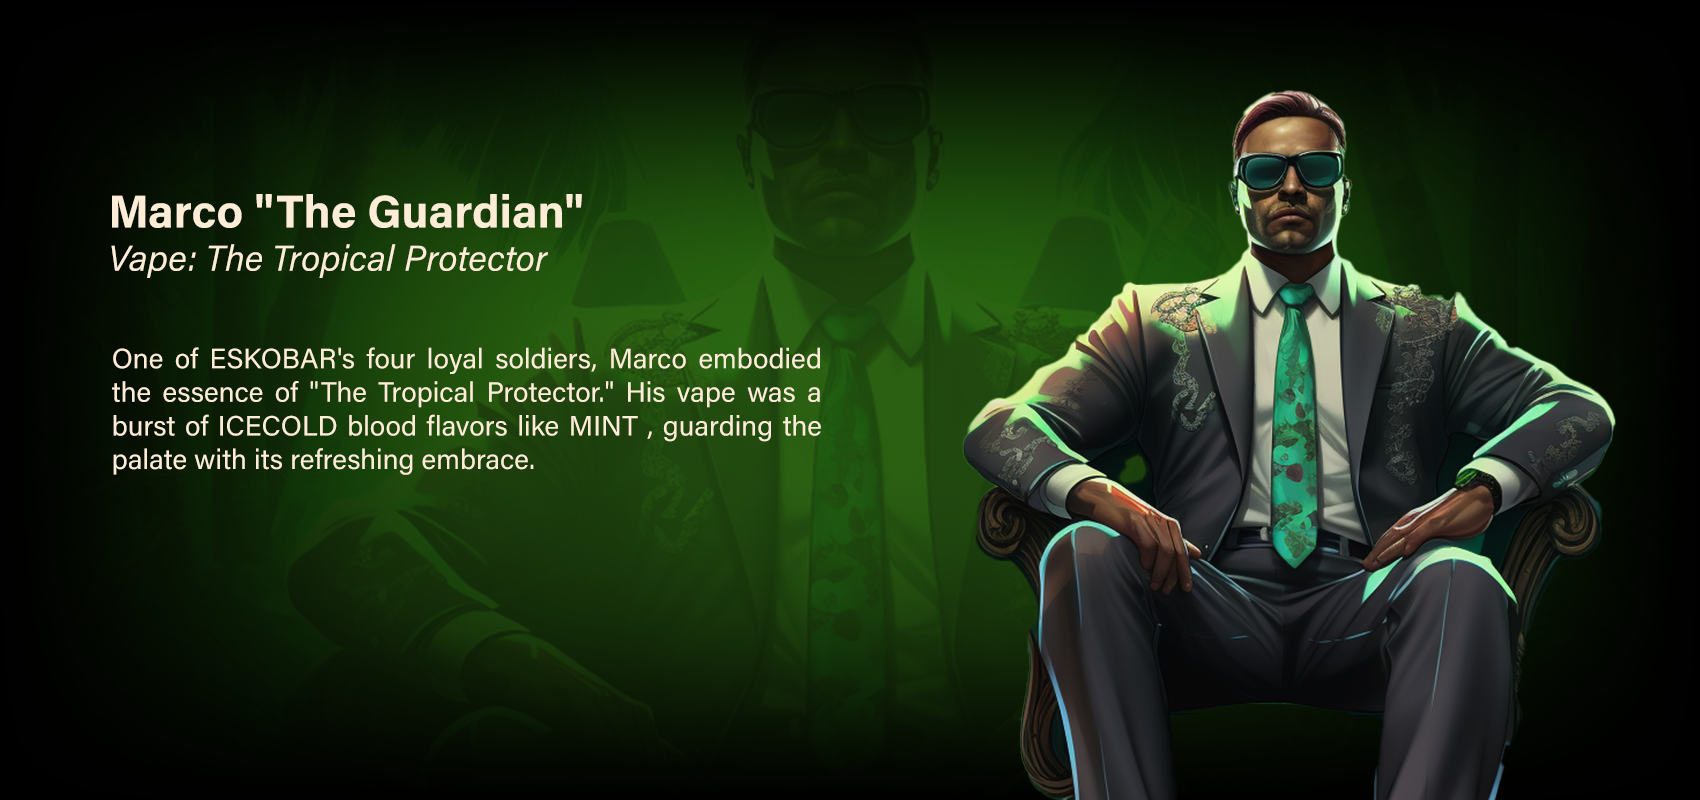 Marco "The Guardian"
Vape: The Tropical Protector
One of ESKOBAR's four loyal soldiers, Marco embodied
the essence of "The Tropical Protector." His vape was a
burst of ICECOLD blood flavors like MINT , guarding the
palate with its refreshing embrace.